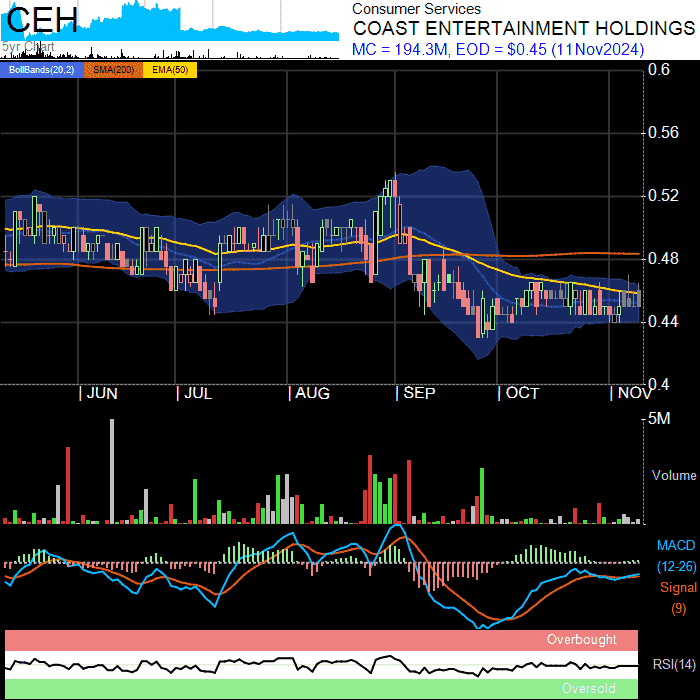 CEH
5yr Chart
Consumer Services
COAST ENTERTAINMENT HOLDINGS
MC = 194.3M, EOD = $0.45 (11Nov2024)
BollBands(20,2) SMA(200) EMA(50)
0.6
0.56
0.52
0.48
0.44
0.4
JUN JUL AUG SEP OCT NOV
5M
Volume
MACD
(12-26)
Signal
(9)
Overbought
RSI(14)
Oversold